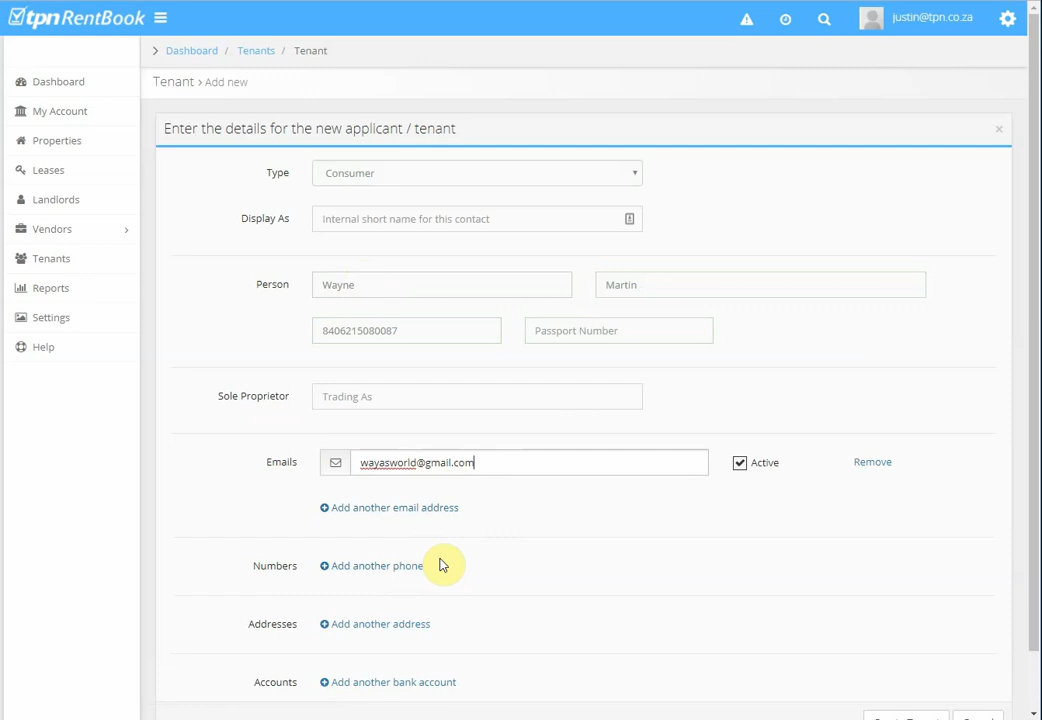 tpn RentBook
justin@tpn.co.za
Dashboard / Tenants / Tenant
Tenant > Add new
Dashboard
My Account
Properties
Leases
Landlords
Vendors
Tenants
Reports
Settings
Help
Enter the details for the new applicant / tenant
Type Consumer
Display As Internal short name for this contact
Person Wayne Martin
8406215080087 Passport Number
Sole Proprietor Trading As
Emails wayasworld@gmail.com Active Remove
Add another email address
Numbers Add another phone
Addresses Add another address
Accounts Add another bank account